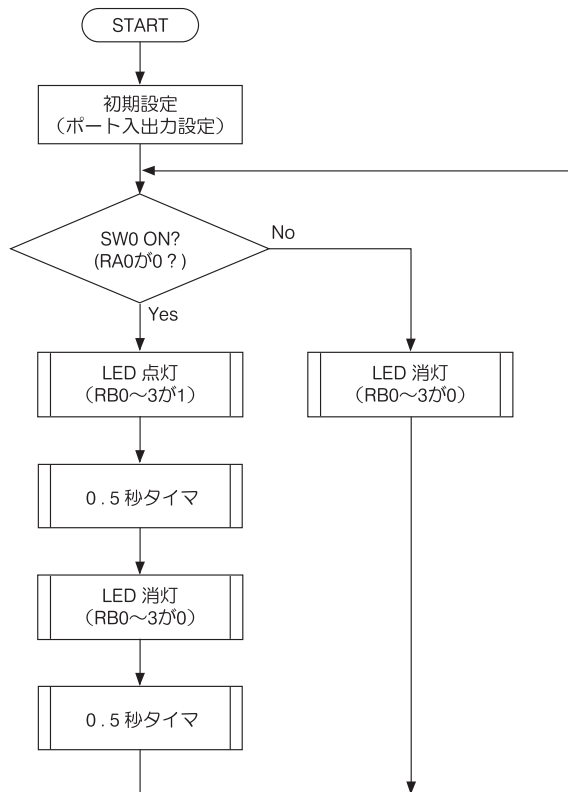 START
初期設定
（ポート入出力設定）
SW0 ON?
(RA0が0？)
No
Yes
LED 点灯
（RB0～3が1）
LED 消灯
（RB0～3が0）
0.5秒タイマ
LED 消灯
（RB0～3が0）
0.5秒タイマ